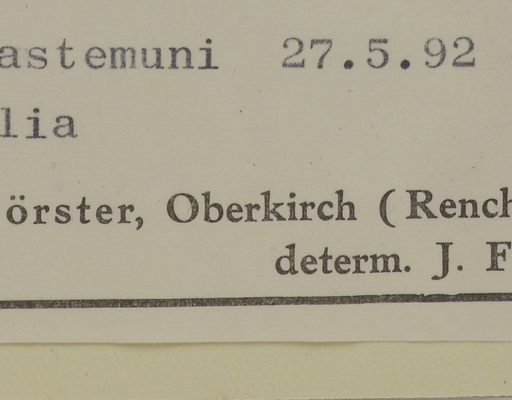 astemuni 27.5.92
lia
örster, Oberkirch (Rench
determ. J. F